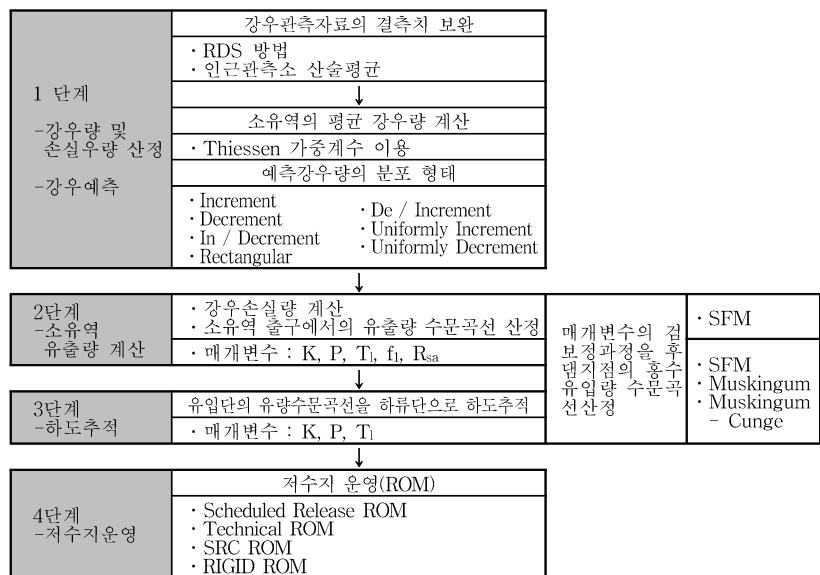 강우관측자료의 결측치 보완
· RDS 방법
· 인근관측소 산술평균
1 단계
-강우량 및
손실우량 산정
-강우예측
소유역의 평균 강우량 계산
· Thiessen 가중계수 이용
예측강우량의 분포 형태
· Increment
· Decrement
· In / Decrement
· Rectangular
· De / Increment
· Uniformly Increment
· Uniformly Decrement
2단계
-소유역
유출량 계산
· 강우손실량 계산
· 소유역 출구에서의 유출량 수문곡선 산정
· 매개변수 : K, P, Tl, fl, Rsa
매개변수의 검
보정과정을 후
댐지점의 홍수
유입량 수문곡
선산정
· SFM
· SFM
· Muskingum
· Muskingum
- Cunge
3단계
-하도추적
유입단의 유량수문곡선을 하류단으로 하도추적
· 매개변수 : K, P, Tl
4단계
-저수지운영
저수지 운영(ROM)
· Scheduled Release ROM
· Technical ROM
· SRC ROM
· RIGID ROM